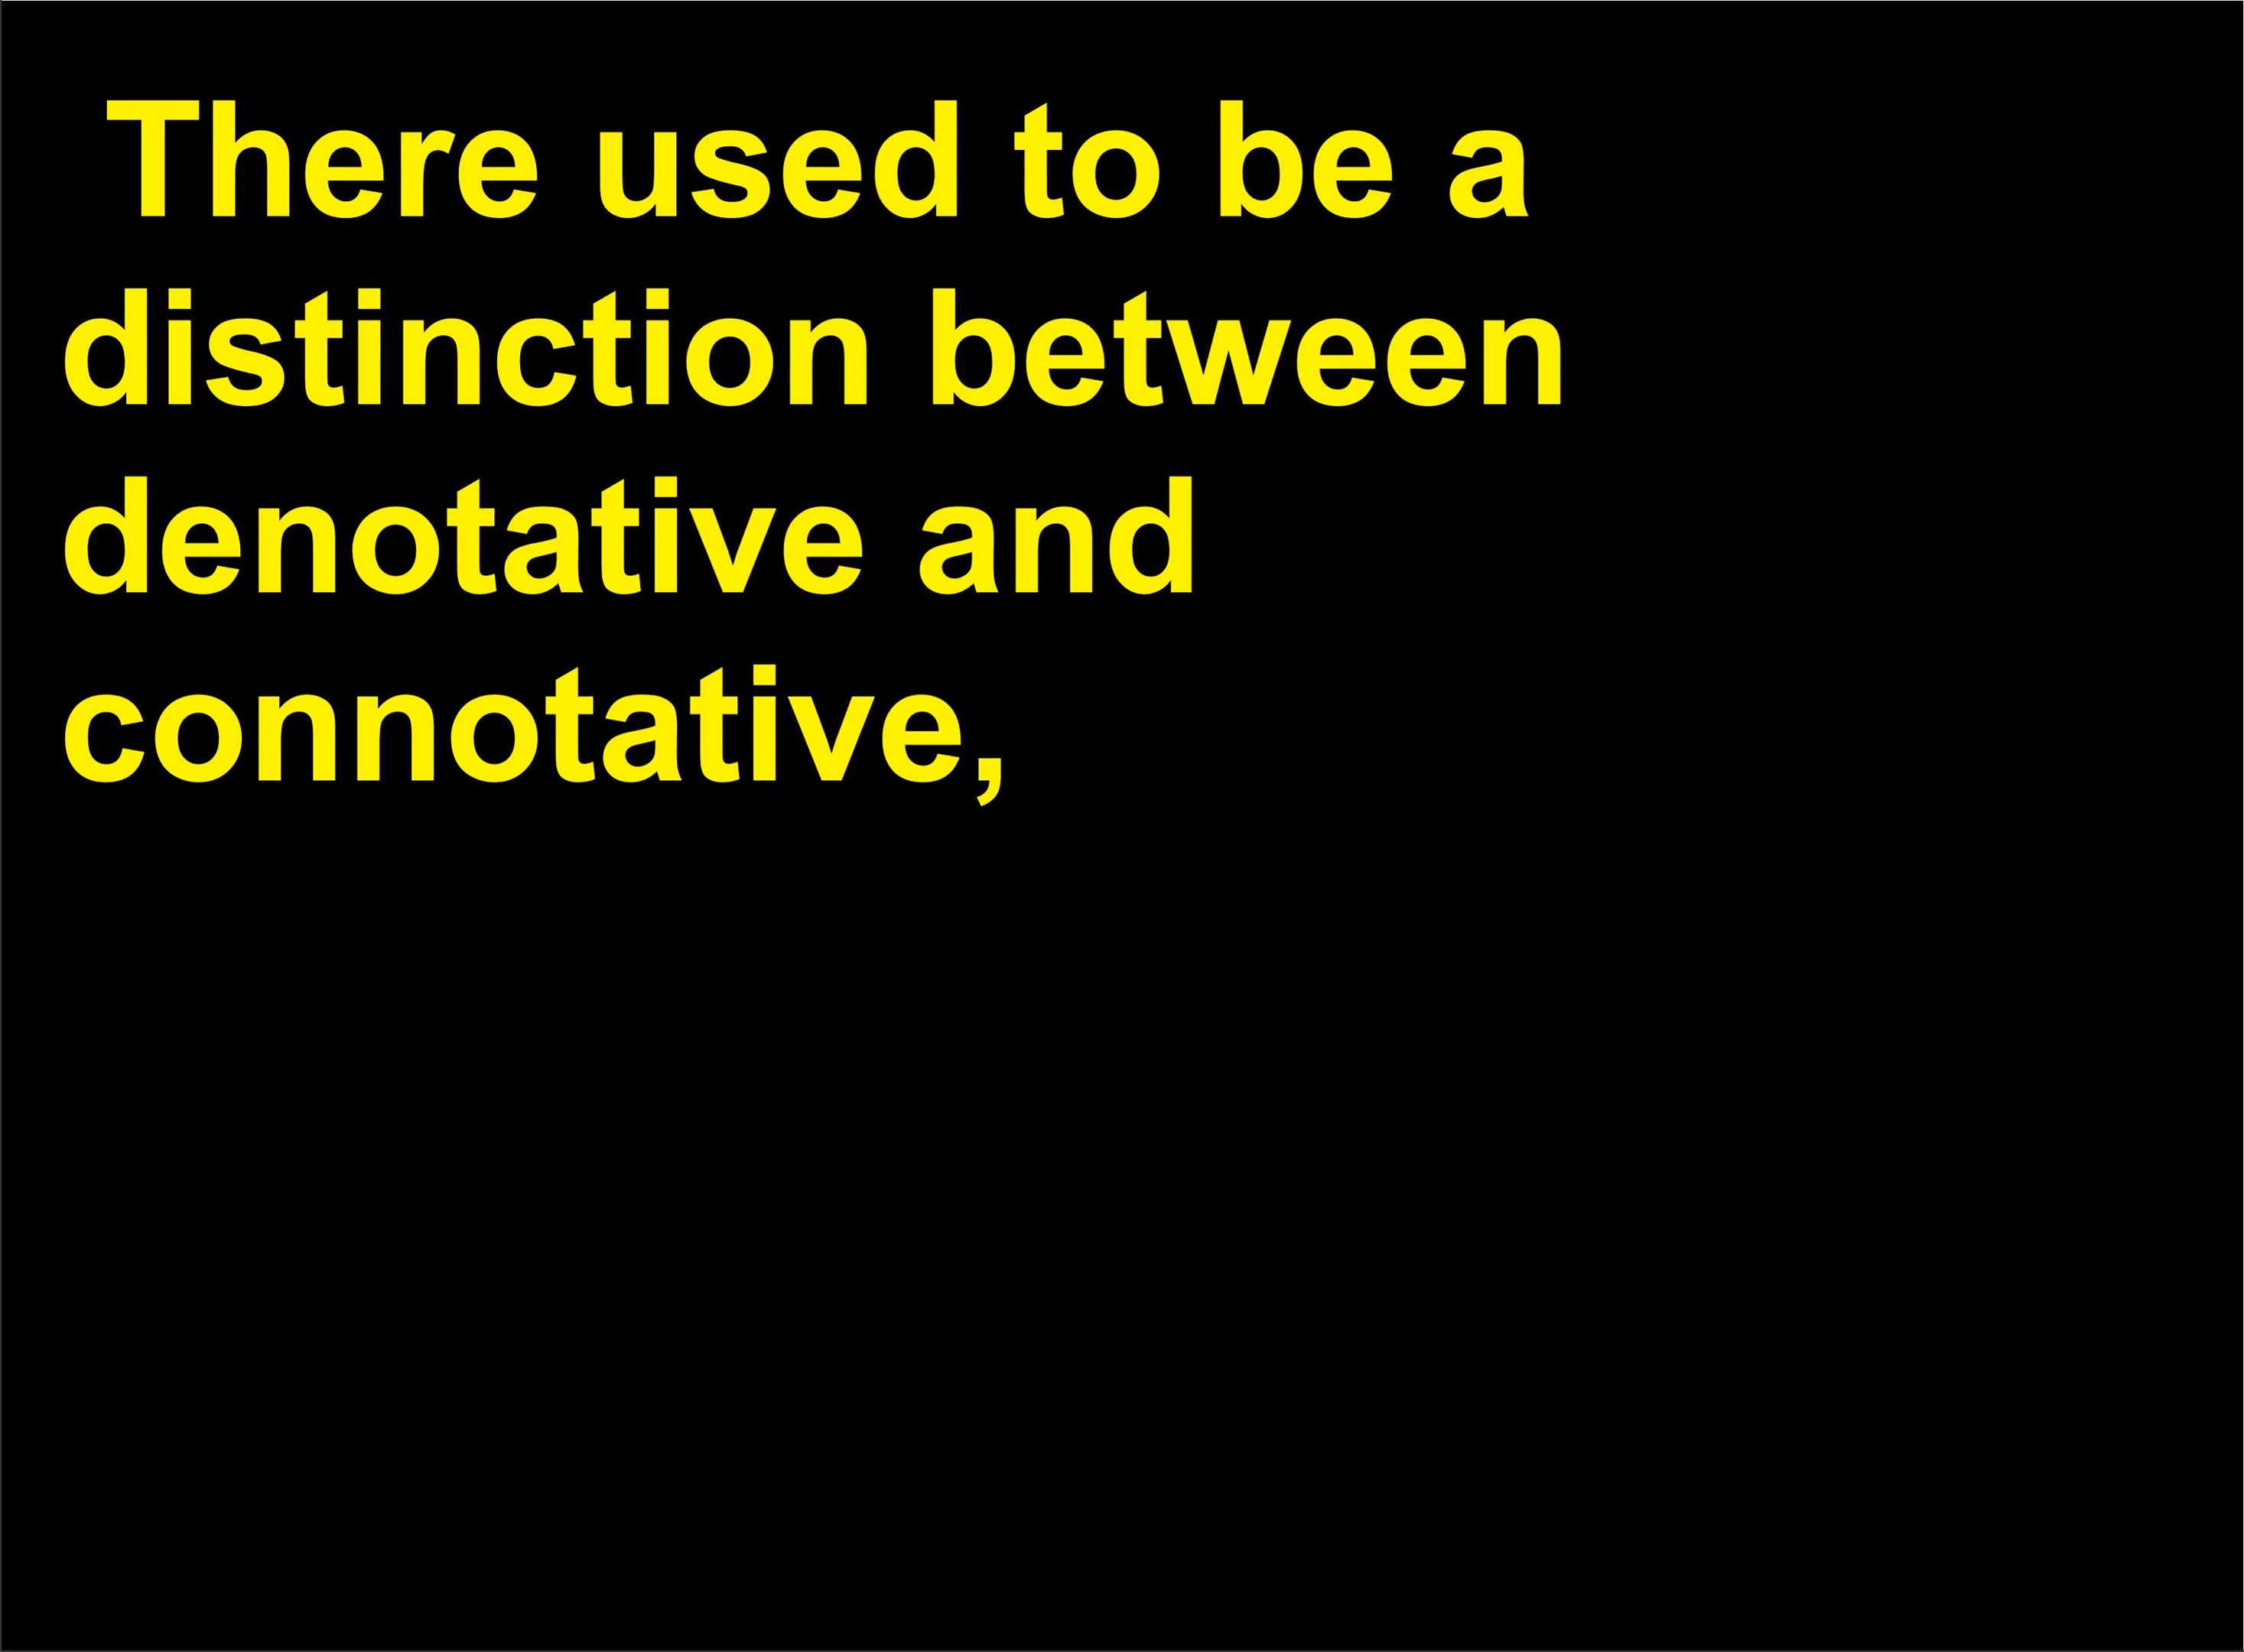 There used to be a
distinction between
denotative and
connotative,